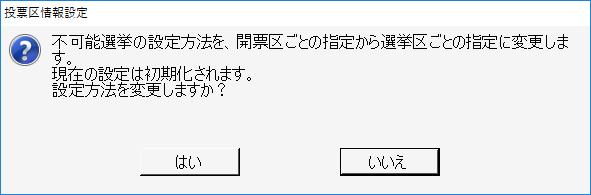 投票区情報設定
不可能選挙の設定方法を、開票区ごとの指定から選挙区ごとの指定に変更しま
す。
現在の設定は初期化されます。
設定方法を変更しますか？
はい
いいえ